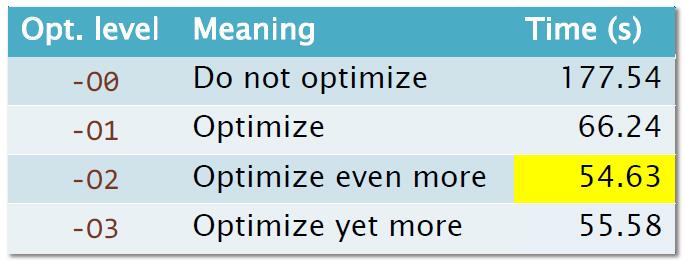 Opt. level Meaning Time (s)
-O0 Do not optimize 177.54
-O1 Optimize 66.24
-O2 Optimize even more 54.63
-O3 Optimize yet more 55.58